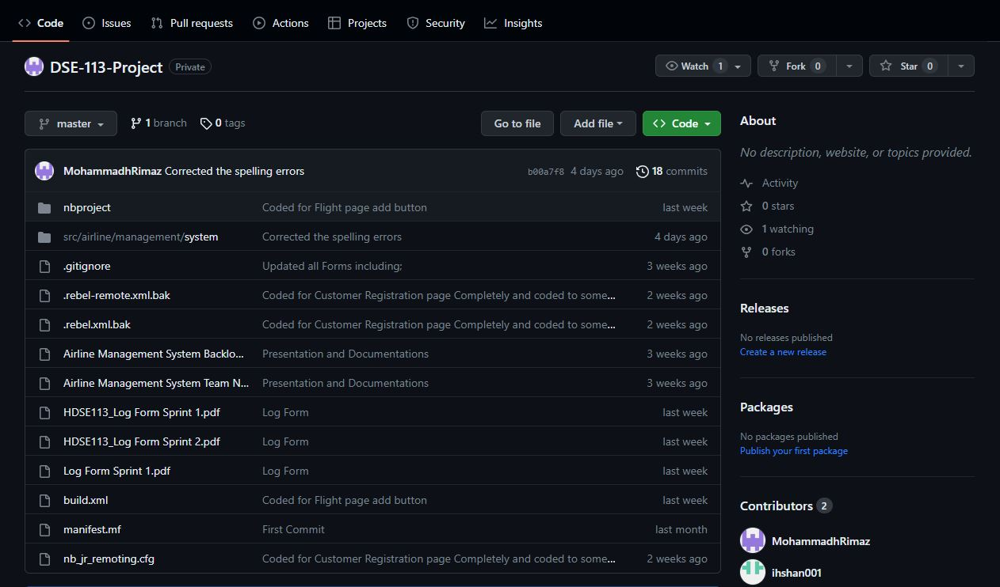 Code Issues Pull requests Actions Projects Security Insights
DSE-113-Project Private Watch 1 Fork 0 Star 0
master 1 branch 0 tags Go to file Add file Code
MohammadhRimaz Corrected the spelling errors b00a7f8 4 days ago 18 commits
nbproject Coded for Flight page add button last week
src/airline/management/system Corrected the spelling errors 4 days ago
.gitignore Updated all Forms including; 3 weeks ago
.rebel-remote.xml.bak Coded for Customer Registration page Completely and coded to some... 2 weeks ago
.rebel.xml.bak Coded for Customer Registration page Completely and coded to some... 2 weeks ago
Airline Management System Backlo... Presentation and Documentations 3 weeks ago
Airline Management System Team N... Presentation and Documentations 3 weeks ago
HDSE113_Log Form Sprint 1.pdf Log Form last week
HDSE113_Log Form Sprint 2.pdf Log Form last week
Log Form Sprint 1.pdf Log Form last week
build.xml Coded for Flight page add button last week
manifest.mf First Commit last month
nb_jr_remoting.cfg Coded for Customer Registration page Completely and coded to some... 2 weeks ago
About
No description, website, or topics provided.
Activity
0 stars
1 watching
0 forks
Releases
No releases published
Create a new release
Packages
No packages published
Publish your first package
Contributors 2
MohammadhRimaz
ihshan001